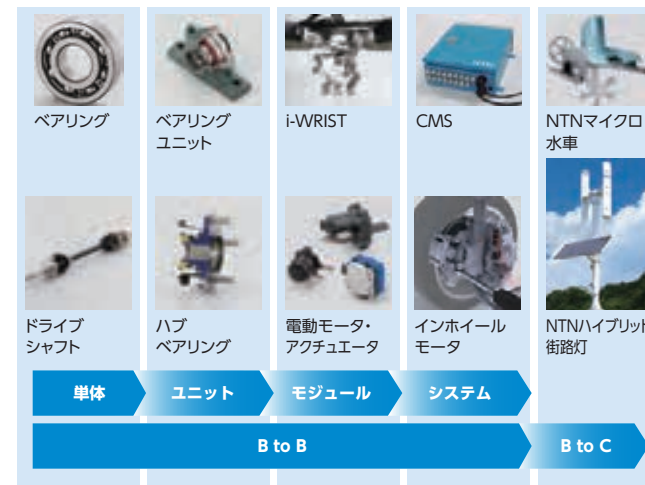 ベアリング
ベアリング
ユニット
i-WRIST
CMS
NTNマイクロ
水車
ドライブ
シャフト
ハブ
ベアリング
電動モータ・
アクチュエータ
インホイール
モータ
NTNハイブリット
街路灯
単体
ユニット
モジュール
システム
B to B
B to C